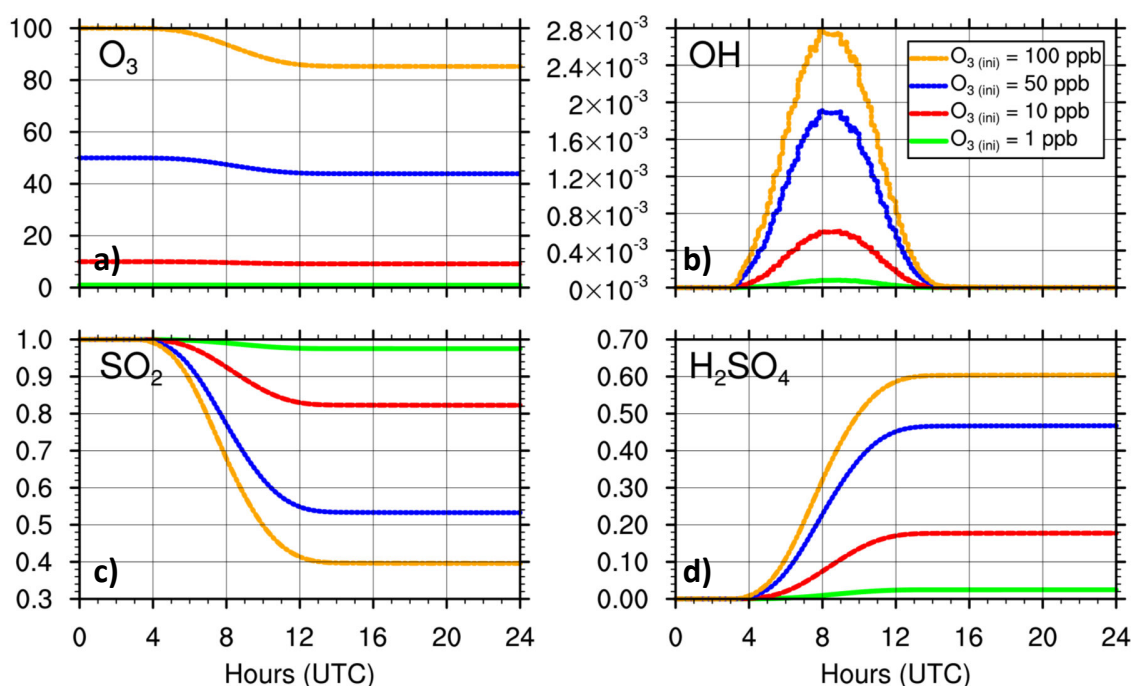 O₃
100
80
60
40
20
0
a)
OH
2.8×10⁻³
2.4×10⁻³
2×10⁻³
1.6×10⁻³
1.2×10⁻³
8×10⁻⁴
4×10⁻⁴
0×10⁻³
b)
O₃ (ini) = 100 ppb
O₃ (ini) = 50 ppb
O₃ (ini) = 10 ppb
O₃ (ini) = 1 ppb
SO₂
1.0
0.9
0.8
0.7
0.6
0.5
0.4
0.3
c)
0 4 8 12 16 20 24
Hours (UTC)
H₂SO₄
0.70
0.60
0.50
0.40
0.30
0.20
0.10
0.00
d)
0 4 8 12 16 20 24
Hours (UTC)